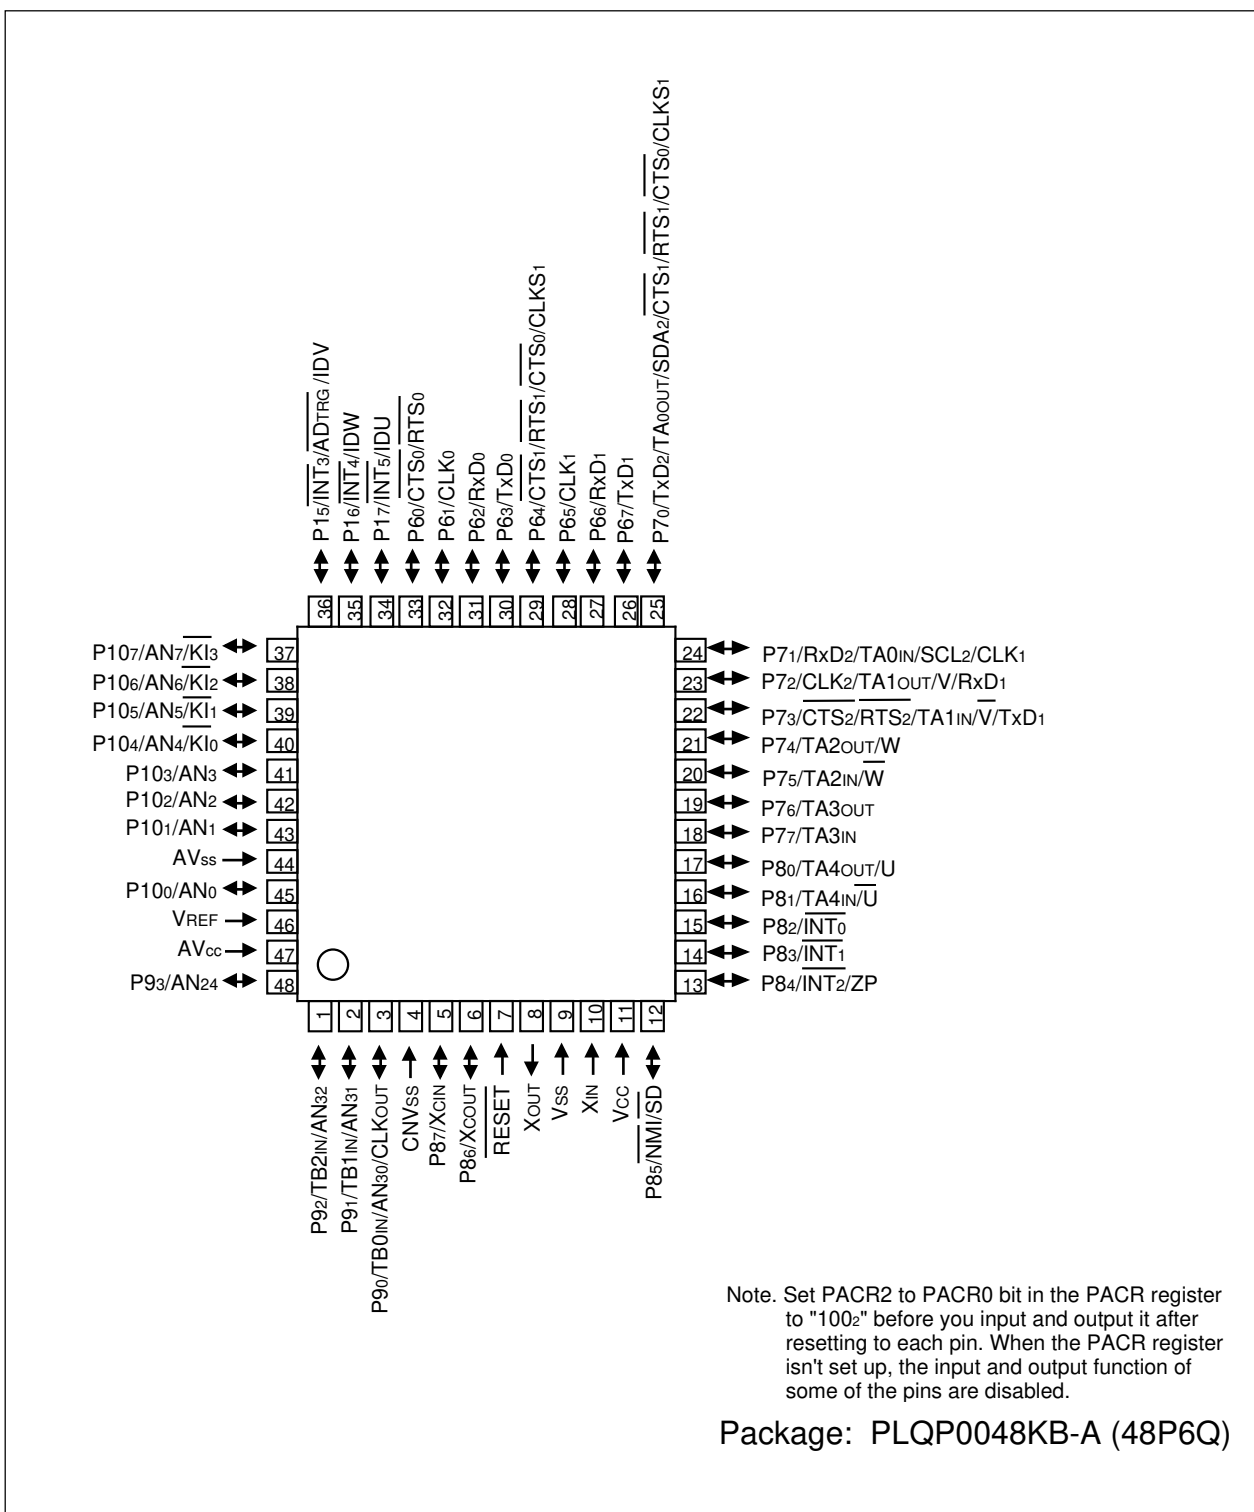 P15/INT3/ADTRG/IDV
P16/INT4/IDW
P17/INT5/IDU
P60/CTS0/RTS0
P61/CLK0
P62/RxD0
P63/TxD0
P64/CTS1/RTS1/CTS0/CLKS1
P65/CLK1
P66/RxD1
P67/TxD1
P70/TxD2/TA0OUT/SDA2/CTS1/RTS1/CTS0/CLKS1
36 35 34 33 32 31 30 29 28 27 26 25
P107/AN7/KI3 37
P106/AN6/KI2 38
P105/AN5/KI1 39
P104/AN4/KI0 40
P103/AN3 41
P102/AN2 42
P101/AN1 43
AVss 44
P100/AN0 45
VREF 46
AVcc 47
P93/AN24 48
24 P71/RxD2/TA0IN/SCL2/CLK1
23 P72/CLK2/TA1OUT/V/RxD1
22 P73/CTS2/RTS2/TA1IN/V/TxD1
21 P74/TA2OUT/W
20 P75/TA2IN/W
19 P76/TA3OUT
18 P77/TA3IN
17 P80/TA4OUT/U
16 P81/TA4IN/U
15 P82/INT0
14 P83/INT1
13 P84/INT2/ZP
1 2 3 4 5 6 7 8 9 10 11 12
P92/TB2IN/AN32
P91/TB1IN/AN31
P90/TB0IN/AN30/CLKOUT
CNVss
P87/XCIN
P86/XCOUT
RESET
XOUT
Vss
XIN
Vcc
P85/NMI/SD
Note. Set PACR2 to PACR0 bit in the PACR register
to "1002" before you input and output it after
resetting to each pin. When the PACR register
isn't set up, the input and output function of
some of the pins are disabled.
Package: PLQP0048KB-A (48P6Q)